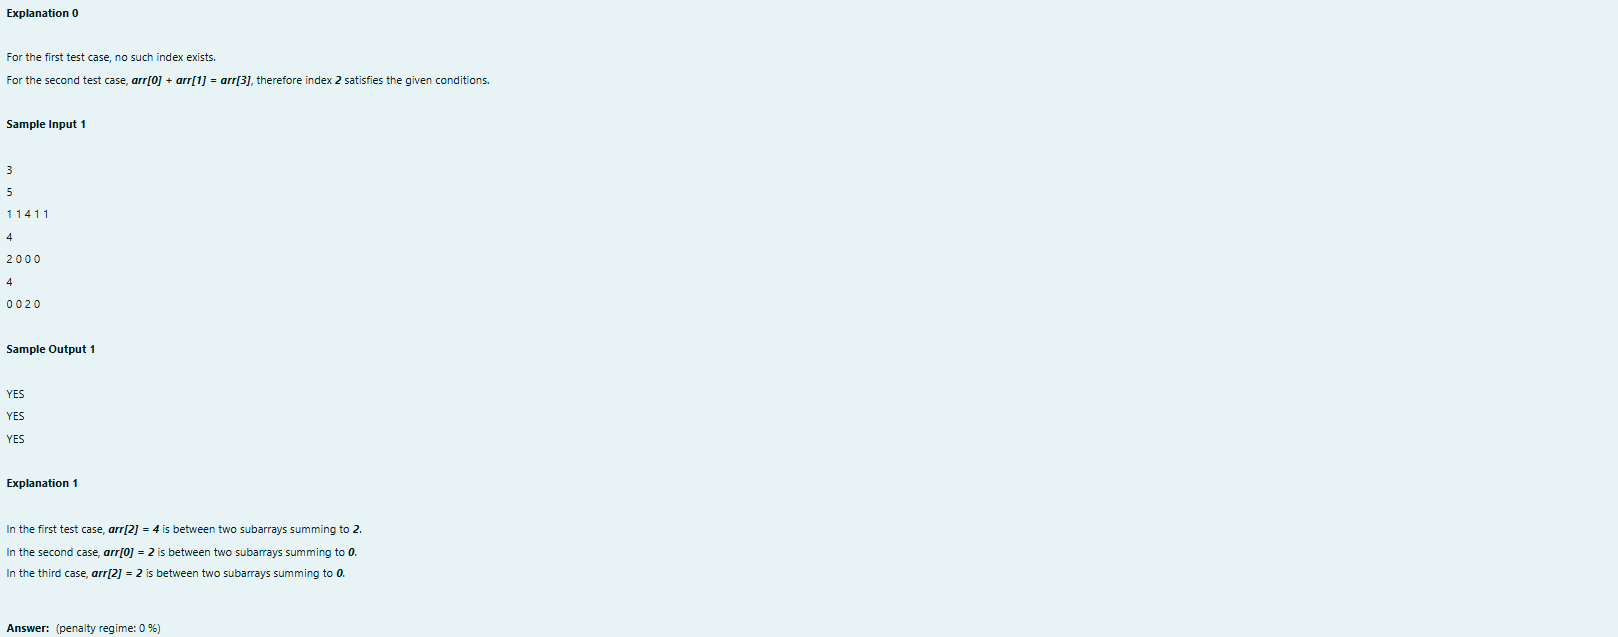 Explanation 0
For the first test case, no such index exists.
For the second test case, arr[0] + arr[1] = arr[3], therefore index 2 satisfies the given conditions.
Sample Input 1
3
5
1 1 4 1 1
4
2 0 0 0
4
0 0 2 0
Sample Output 1
YES
YES
YES
Explanation 1
In the first test case, arr[2] = 4 is between two subarrays summing to 2.
In the second case, arr[0] = 2 is between two subarrays summing to 0.
In the third case, arr[2] = 2 is between two subarrays summing to 0.
Answer: (penalty regime: 0 %)